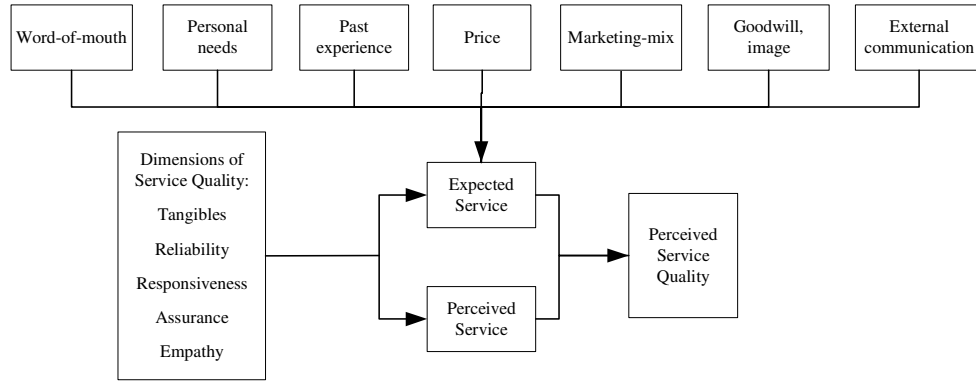 Word-of-mouth
Personal
needs
Past
experience
Price
Marketing-mix
Goodwill,
image
External
communication
Dimensions of
Service Quality:
Tangibles
Reliability
Responsiveness
Assurance
Empathy
Expected
Service
Perceived
Service
Perceived
Service
Quality